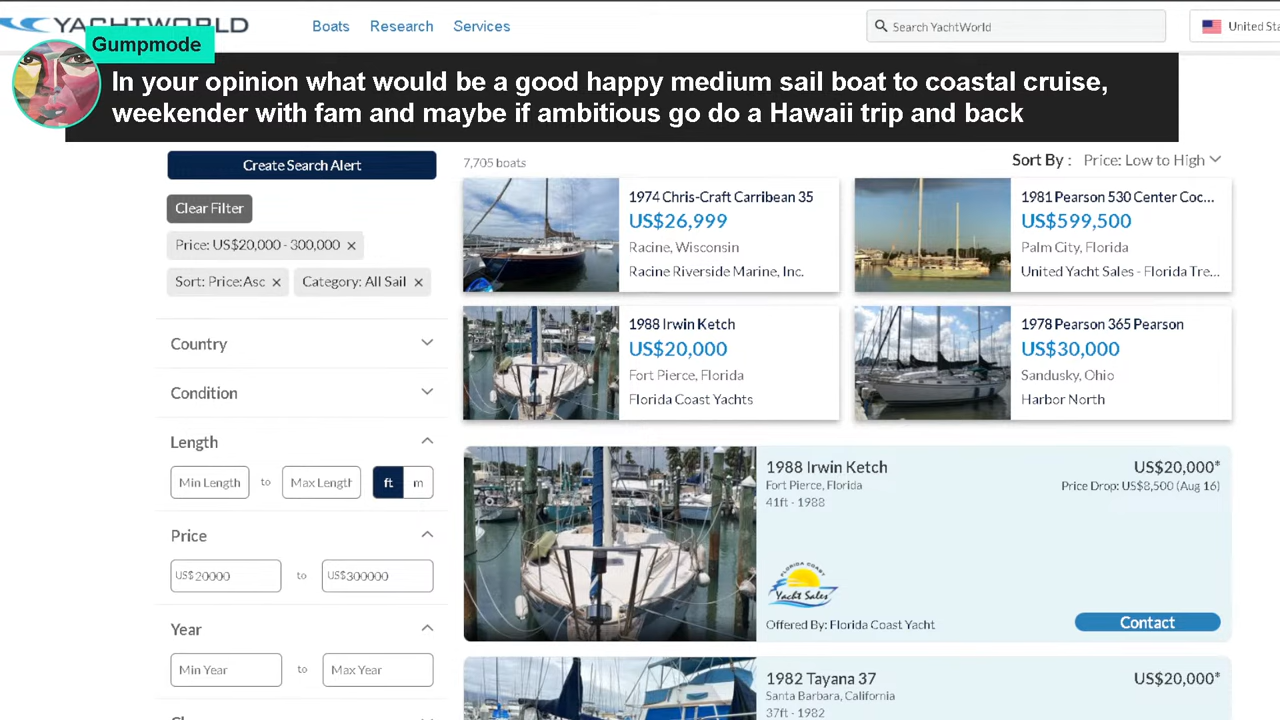 YACHTWORLD
Boats
Research
Services
Search YachtWorld
United Sta
Gumpmode
In your opinion what would be a good happy medium sail boat to coastal cruise,
weekender with fam and maybe if ambitious go do a Hawaii trip and back
Create Search Alert
7,705 boats
Sort By : Price: Low to High
Clear Filter
Price: US$20,000 - 300,000 ×
Sort: Price:Asc ×
Category: All Sail ×
Country
Condition
Length
Min Length to Max Length ft m
Price
US$ 20000 to US$ 300000
Year
Min Year to Max Year
1974 Chris-Craft Carribean 35
US$26,999
Racine, Wisconsin
Racine Riverside Marine, Inc.
1981 Pearson 530 Center Coc...
US$599,500
Palm City, Florida
United Yacht Sales - Florida Tre...
1988 Irwin Ketch
US$20,000
Fort Pierce, Florida
Florida Coast Yachts
1978 Pearson 365 Pearson
US$30,000
Sandusky, Ohio
Harbor North
1988 Irwin Ketch
US$20,000*
Fort Pierce, Florida
Price Drop: US$8,500 (Aug 16)
41ft - 1988
FLORIDA COAST
Yacht Sales
Offered By: Florida Coast Yacht
Contact
1982 Tayana 37
US$20,000*
Santa Barbara, California
37ft - 1982